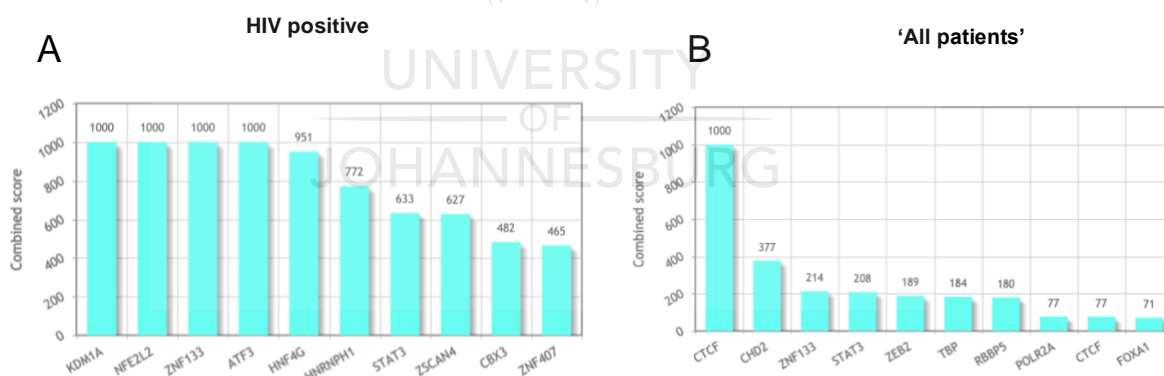 HIV positive
'All patients'
A
B
UNIVERSITY
OF
JOHANNESBURG
Combined score
1200
1000
800
600
400
200
0
1000
1000
1000
1000
951
772
633
627
482
465
KDM1A
NFE2L2
ZNF133
ATF3
HNF4G
HNRNPH1
STAT3
ZSCAN4
CBX3
ZNF407
Combined score
1200
1000
800
600
400
200
0
1000
377
214
208
189
184
180
77
77
71
CTCF
CHD2
ZNF133
STAT3
ZEB2
TBP
RBBP5
POLR2A
CTCF
FOXA1